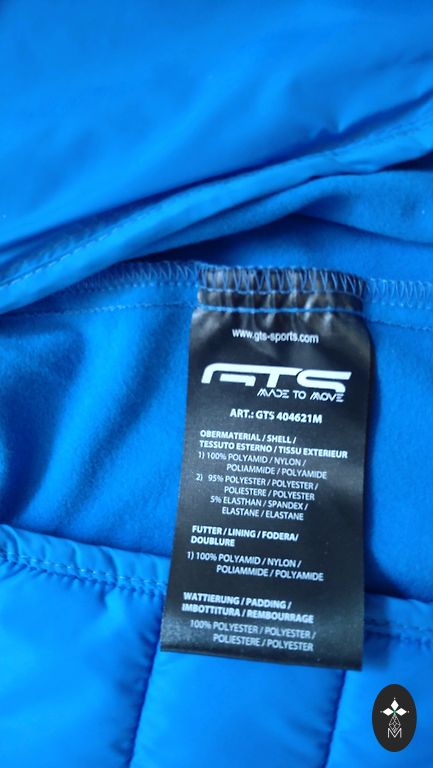 www.gts-sports.com
GTS
MADE TO MOVE
ART.: GTS 404621M
OBERMATERIAL / SHELL /
TESSUTO ESTERNO / TISSU EXTERIEUR
1) 100% POLYAMID / NYLON /
POLIAMMIDE / POLYAMIDE
2) 95% POLYESTER / POLYESTER /
POLIESTERE / POLYESTER
5% ELASTHAN / SPANDEX /
ELASTANE / ELASTANE
FUTTER / LINING / FODERA/
DOUBLURE
1) 100% POLYAMID / NYLON /
POLIAMMIDE / POLYAMIDE
WATTIERUNG / PADDING /
IMBOTTITURA / REMBOURRAGE
100% POLYESTER / POLYESTER /
POLIESTERE / POLYESTER
M